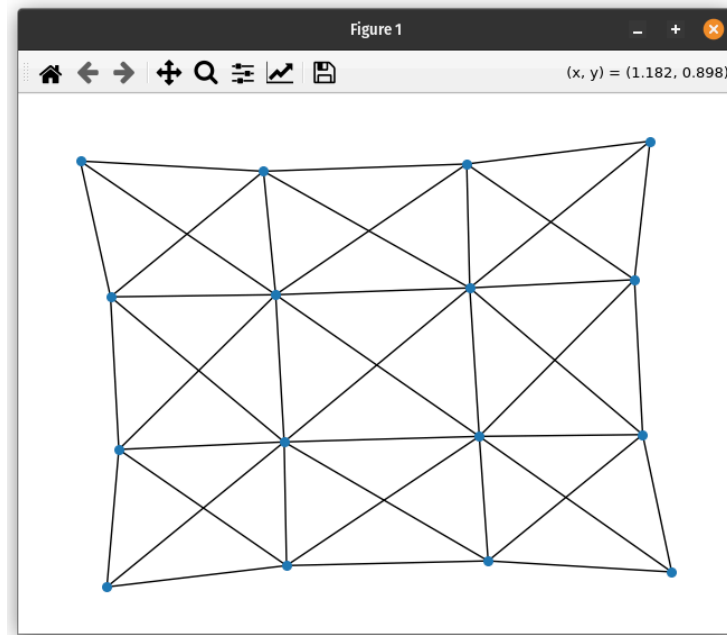 Figure 1
(x, y) = (1.182, 0.898)